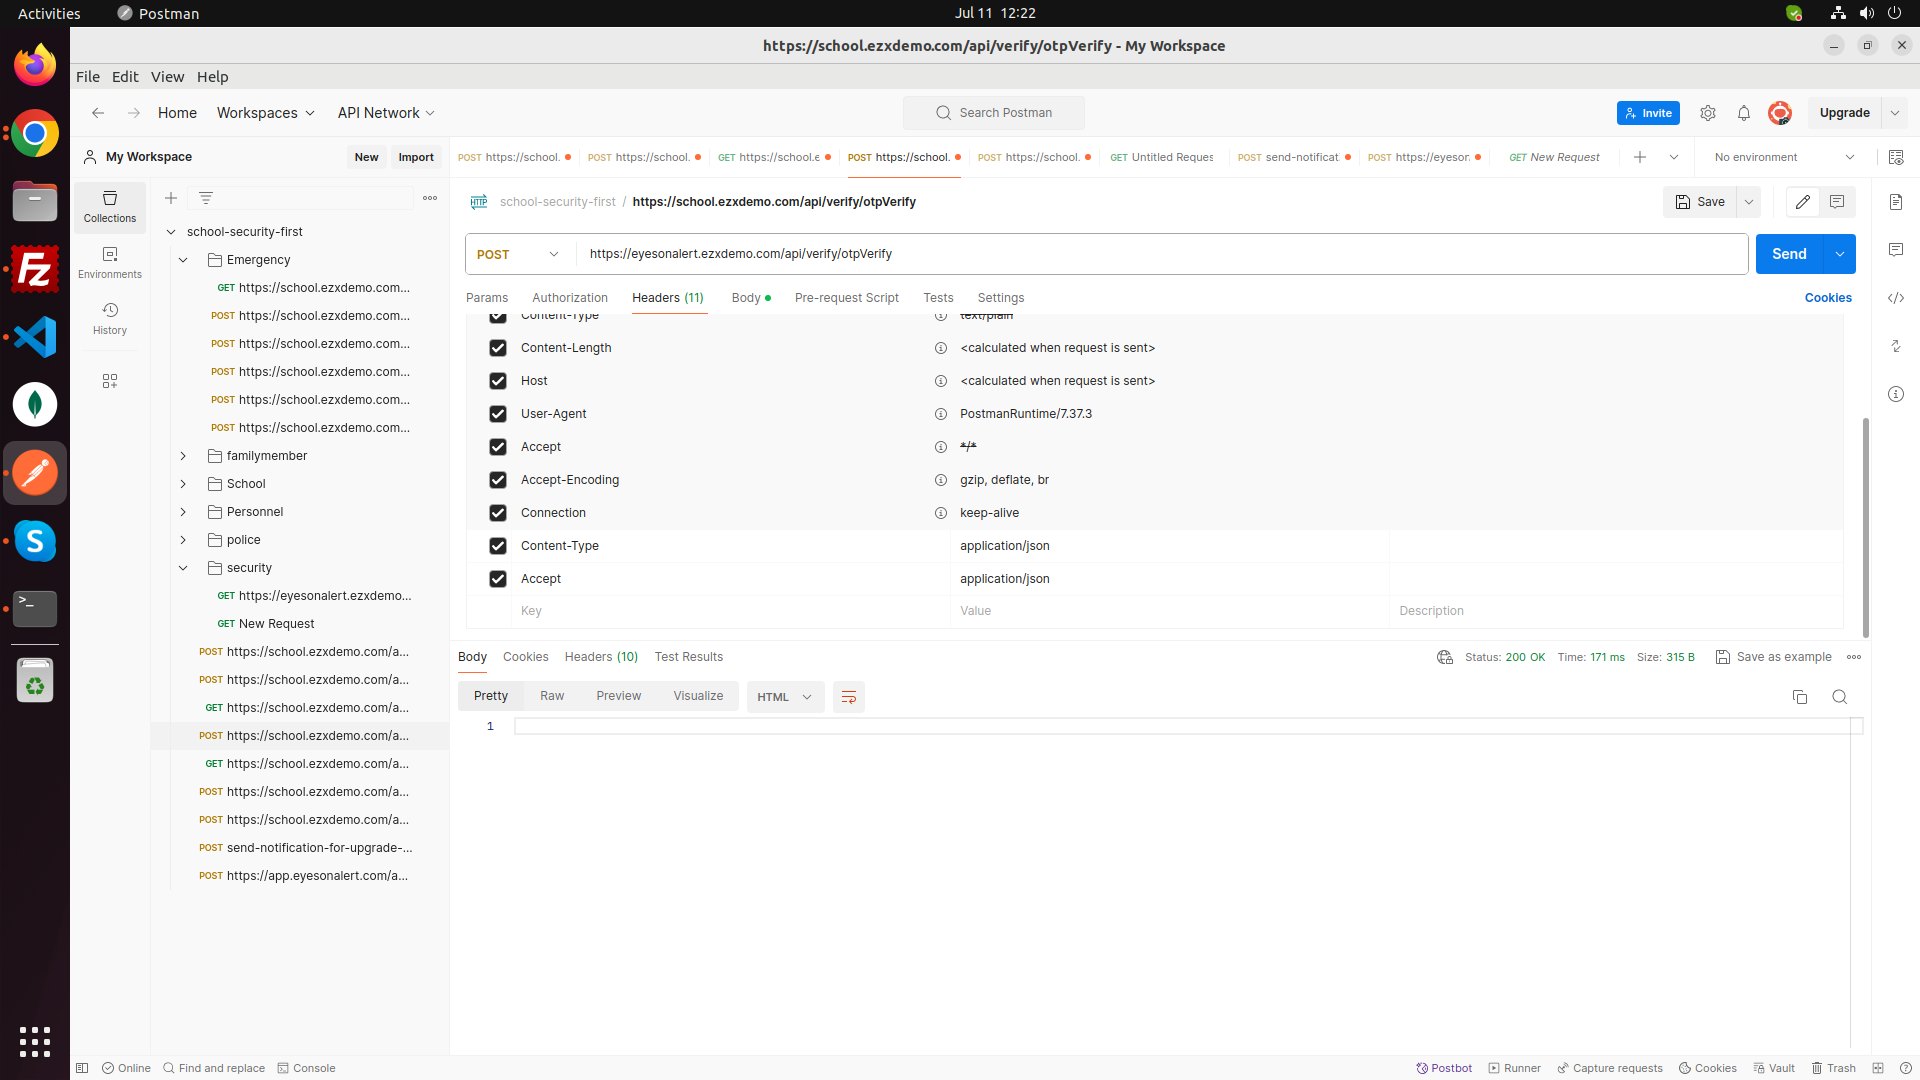 Activities
Postman
Jul 11 12:22
https://school.ezxdemo.com/api/verify/otpVerify - My Workspace
File Edit View Help
Home
Workspaces
API Network
Search Postman
Invite
Upgrade
My Workspace
New
Import
POST https://school.
POST https://school.
GET https://school.e
POST https://school.
POST https://school.
GET Untitled Reques
POST send-notificat
POST https://eyeson.
GET New Request
No environment
Collections
Environments
History
school-security-first
Emergency
GET https://school.ezxdemo.com...
POST https://school.ezxdemo.com...
POST https://school.ezxdemo.com...
POST https://school.ezxdemo.com...
POST https://school.ezxdemo.com...
POST https://school.ezxdemo.com...
familymember
School
Personnel
police
security
GET https://eyesonalert.ezxdemo...
GET New Request
POST https://school.ezxdemo.com/a...
POST https://school.ezxdemo.com/a...
GET https://school.ezxdemo.com/a...
POST https://school.ezxdemo.com/a...
GET https://school.ezxdemo.com/a...
POST https://school.ezxdemo.com/a...
POST https://school.ezxdemo.com/a...
POST send-notification-for-upgrade-...
POST https://app.eyesonalert.com/a...
HTTP
school-security-first / https://school.ezxdemo.com/api/verify/otpVerify
Save
POST
https://eyesonalert.ezxdemo.com/api/verify/otpVerify
Send
Params
Authorization
Headers (11)
Body
Pre-request Script
Tests
Settings
Cookies
Content-Type text/plain
Content-Length <calculated when request is sent>
Host <calculated when request is sent>
User-Agent PostmanRuntime/7.37.3
Accept */*
Accept-Encoding gzip, deflate, br
Connection keep-alive
Content-Type application/json
Accept application/json
Key Value Description
Body
Cookies
Headers (10)
Test Results
Status: 200 OK
Time: 171 ms
Size: 315 B
Save as example
Pretty
Raw
Preview
Visualize
HTML
1
Online
Find and replace
Console
Postbot
Runner
Capture requests
Cookies
Vault
Trash